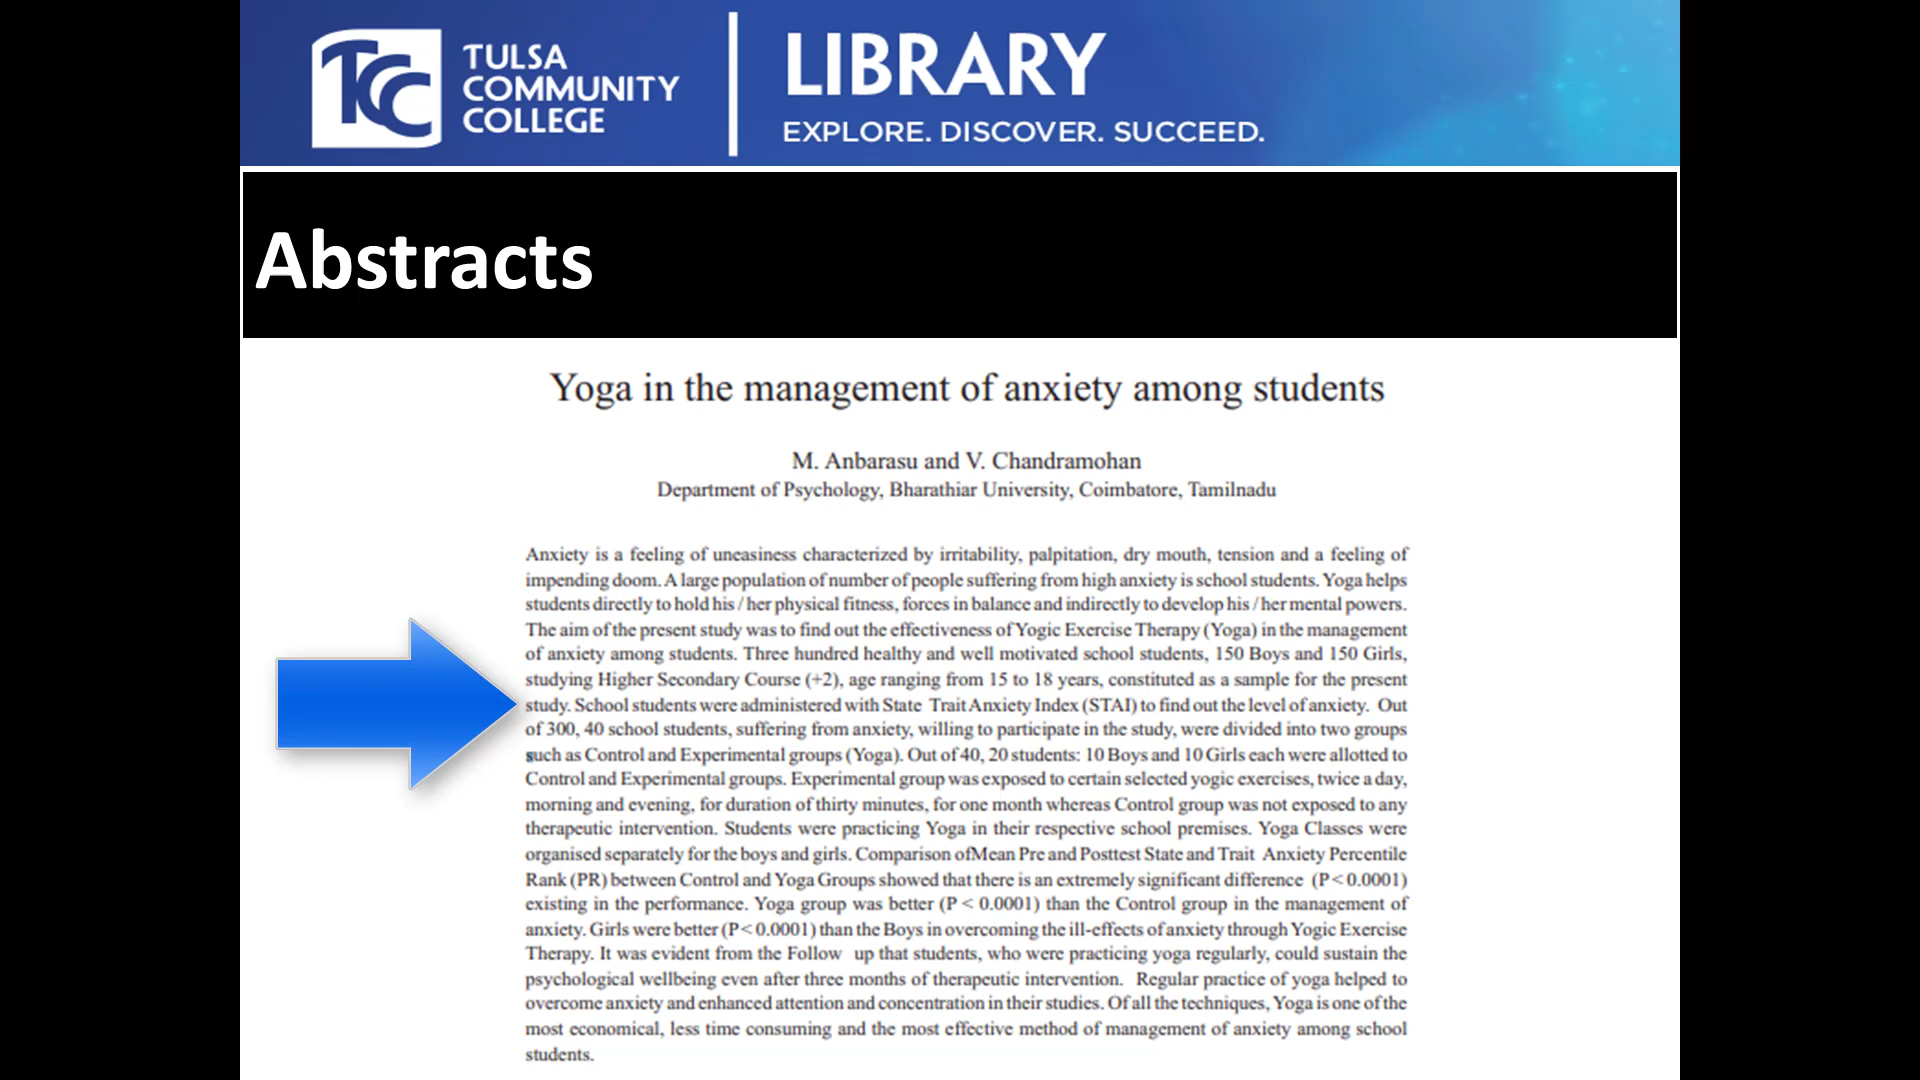 TCC
TULSA
COMMUNITY
COLLEGE
LIBRARY
EXPLORE. DISCOVER. SUCCEED.
Abstracts
Yoga in the management of anxiety among students
M. Anbarasu and V. Chandramohan
Department of Psychology, Bharathiar University, Coimbatore, Tamilnadu
Anxiety is a feeling of uneasiness characterized by irritability, palpitation, dry mouth, tension and a feeling of
impending doom. A large population of number of people suffering from high anxiety is school students. Yoga helps
students directly to hold his / her physical fitness, forces in balance and indirectly to develop his / her mental powers.
The aim of the present study was to find out the effectiveness of Yogic Exercise Therapy (Yoga) in the management
of anxiety among students. Three hundred healthy and well motivated school students, 150 Boys and 150 Girls,
studying Higher Secondary Course (+2), age ranging from 15 to 18 years, constituted as a sample for the present
study. School students were administered with State Trait Anxiety Index (STAI) to find out the level of anxiety. Out
of 300, 40 school students, suffering from anxiety, willing to participate in the study, were divided into two groups
such as Control and Experimental groups (Yoga). Out of 40, 20 students: 10 Boys and 10 Girls each were allotted to
Control and Experimental groups. Experimental group was exposed to certain selected yogic exercises, twice a day,
morning and evening, for duration of thirty minutes, for one month whereas Control group was not exposed to any
therapeutic intervention. Students were practicing Yoga in their respective school premises. Yoga Classes were
organised separately for the boys and girls. Comparison ofMean Pre and Posttest State and Trait Anxiety Percentile
Rank (PR) between Control and Yoga Groups showed that there is an extremely significant difference (P < 0.0001)
existing in the performance. Yoga group was better (P < 0.0001) than the Control group in the management of
anxiety. Girls were better (P < 0.0001) than the Boys in overcoming the ill-effects of anxiety through Yogic Exercise
Therapy. It was evident from the Follow up that students, who were practicing yoga regularly, could sustain the
psychological wellbeing even after three months of therapeutic intervention. Regular practice of yoga helped to
overcome anxiety and enhanced attention and concentration in their studies. Of all the techniques, Yoga is one of the
most economical, less time consuming and the most effective method of management of anxiety among school
students.